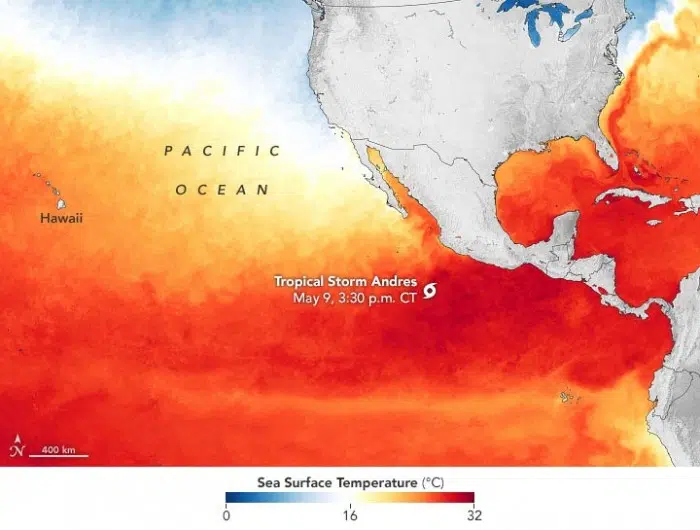 PACIFIC
OCEAN
Hawaii
Tropical Storm Andres
May 9, 3:30 p.m. CT
N
400 km
Sea Surface Temperature (°C)
0 16 32